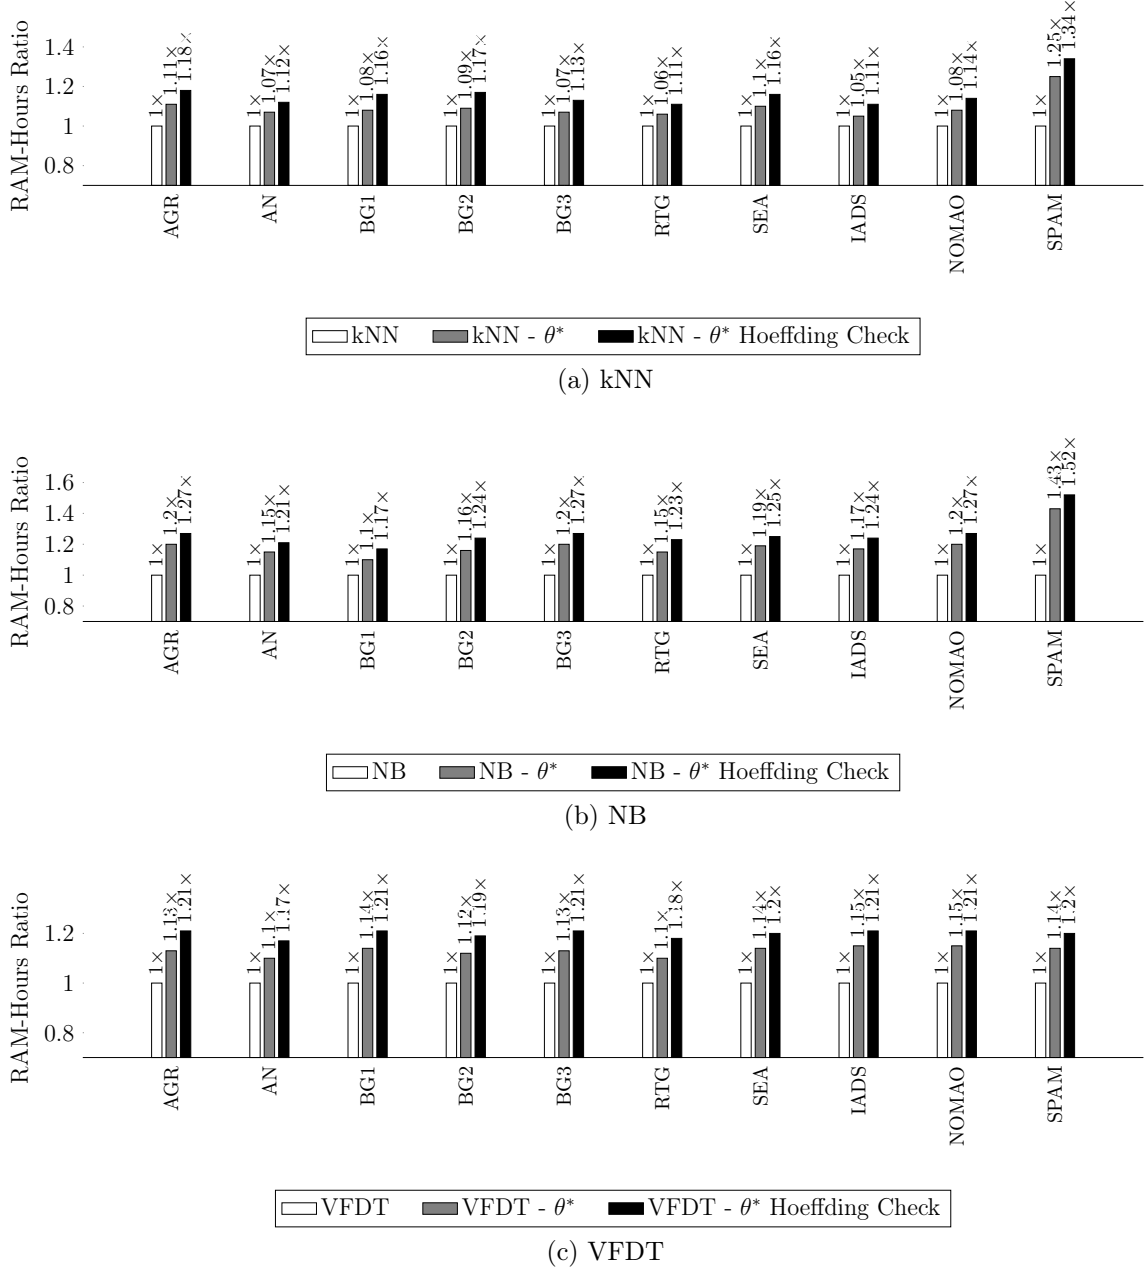 RAM-Hours Ratio
1.4
1.2
1
0.8
1× 1.11× 1.18×
1× 1.07× 1.12×
1× 1.08× 1.16×
1× 1.09× 1.17×
1× 1.07× 1.13×
1× 1.06× 1.11×
1× 1.1× 1.16×
1× 1.05× 1.11×
1× 1.08× 1.14×
1× 1.25× 1.34×
AGR
AN
BG1
BG2
BG3
RTG
SEA
IADS
NOMAO
SPAM
kNN kNN - θ* kNN - θ* Hoeffding Check
(a) kNN
RAM-Hours Ratio
1.6
1.4
1.2
1
0.8
1× 1.2× 1.27×
1× 1.15× 1.21×
1× 1.1× 1.17×
1× 1.16× 1.24×
1× 1.2× 1.27×
1× 1.15× 1.23×
1× 1.19× 1.25×
1× 1.17× 1.24×
1× 1.2× 1.27×
1× 1.43× 1.52×
AGR
AN
BG1
BG2
BG3
RTG
SEA
IADS
NOMAO
SPAM
NB NB - θ* NB - θ* Hoeffding Check
(b) NB
RAM-Hours Ratio
1.2
1
0.8
1× 1.13× 1.21×
1× 1.1× 1.17×
1× 1.14× 1.21×
1× 1.12× 1.19×
1× 1.13× 1.21×
1× 1.1× 1.18×
1× 1.14× 1.2×
1× 1.15× 1.21×
1× 1.15× 1.21×
1× 1.14× 1.2×
AGR
AN
BG1
BG2
BG3
RTG
SEA
IADS
NOMAO
SPAM
VFDT VFDT - θ* VFDT - θ* Hoeffding Check
(c) VFDT